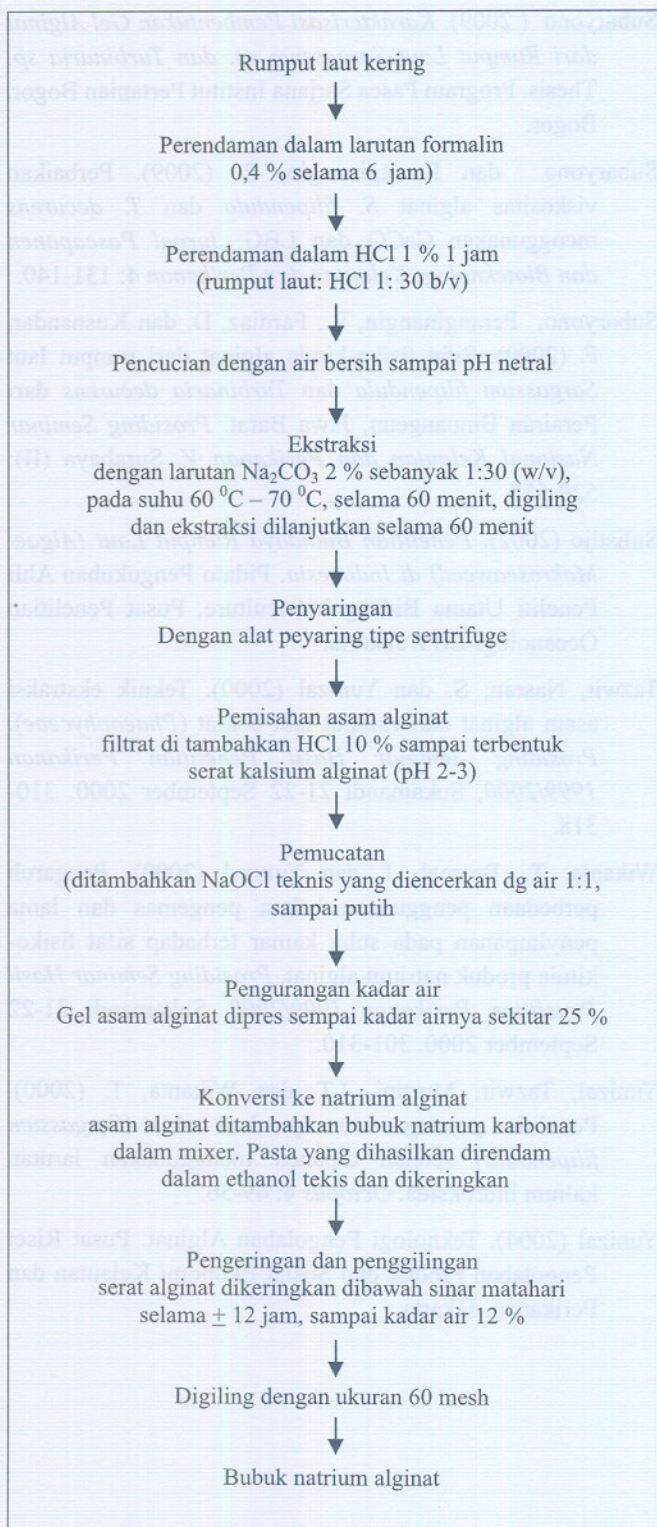 Rumput laut kering
Perendaman dalam larutan formalin
0,4 % selama 6 jam)
Perendaman dalam HCl 1 % 1 jam
(rumput laut: HCl 1: 30 b/v)
Pencucian dengan air bersih sampai pH netral
Ekstraksi
dengan larutan Na₂CO₃ 2 % sebanyak 1:30 (w/v),
pada suhu 60 ⁰C – 70 ⁰C, selama 60 menit, digiling
dan ekstraksi dilanjutkan selama 60 menit
Penyaringan
Dengan alat peyaring tipe sentrifuge
Pemisahan asam alginat
filtrat di tambahkan HCl 10 % sampai terbentuk
serat kalsium alginat (pH 2-3)
Pemucatan
(ditambahkan NaOCl teknis yang diencerkan dg air 1:1,
sampai putih
Pengurangan kadar air
Gel asam alginat dipres sempai kadar airnya sekitar 25 %
Konversi ke natrium alginat
asam alginat ditambahkan bubuk natrium karbonat
dalam mixer. Pasta yang dihasilkan direndam
dalam ethanol tekis dan dikeringkan
Pengeringan dan penggilingan
serat alginat dikeringkan dibawah sinar matahari
selama ± 12 jam, sampai kadar air 12 %
Digiling dengan ukuran 60 mesh
Bubuk natrium alginat